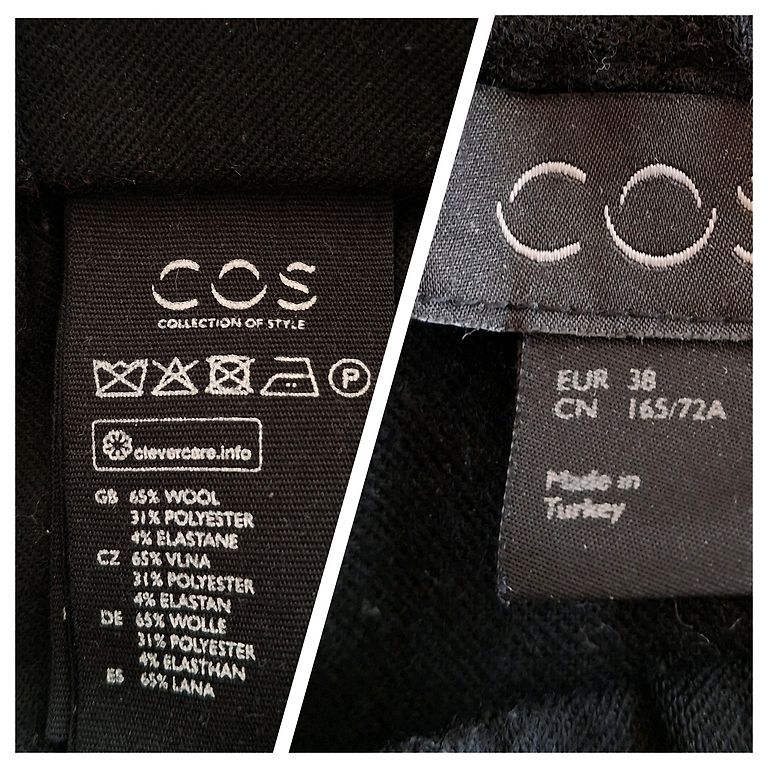 COS
COLLECTION OF STYLE
P
clevercare.info
GB 65% WOOL
31% POLYESTER
4% ELASTANE
CZ 65% VLNA
31% POLYESTER
4% ELASTAN
DE 65% WOLLE
31% POLYESTER
4% ELASTHAN
ES 65% LANA
COS
EUR 38
CN 165/72A
Made in
Turkey